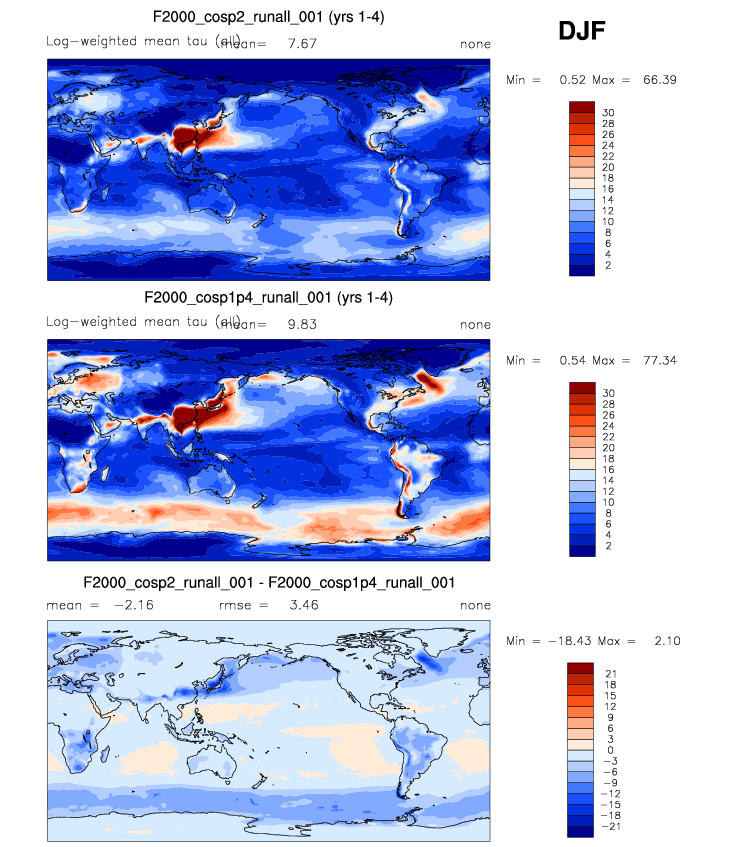 F2000_cosp2_runall_001 (yrs 1-4)
DJF
Log-weighted mean tau (all)
mean= 7.67
none
Min = 0.52 Max = 66.39
30
28
26
24
22
20
18
16
14
12
10
8
6
4
2
F2000_cosp1p4_runall_001 (yrs 1-4)
Log-weighted mean tau (all)
mean= 9.83
none
Min = 0.54 Max = 77.34
30
28
26
24
22
20
18
16
14
12
10
8
6
4
2
F2000_cosp2_runall_001 - F2000_cosp1p4_runall_001
mean = -2.16
rmse = 3.46
none
Min = -18.43 Max = 2.10
21
18
15
12
9
6
3
0
-3
-6
-9
-12
-15
-18
-21